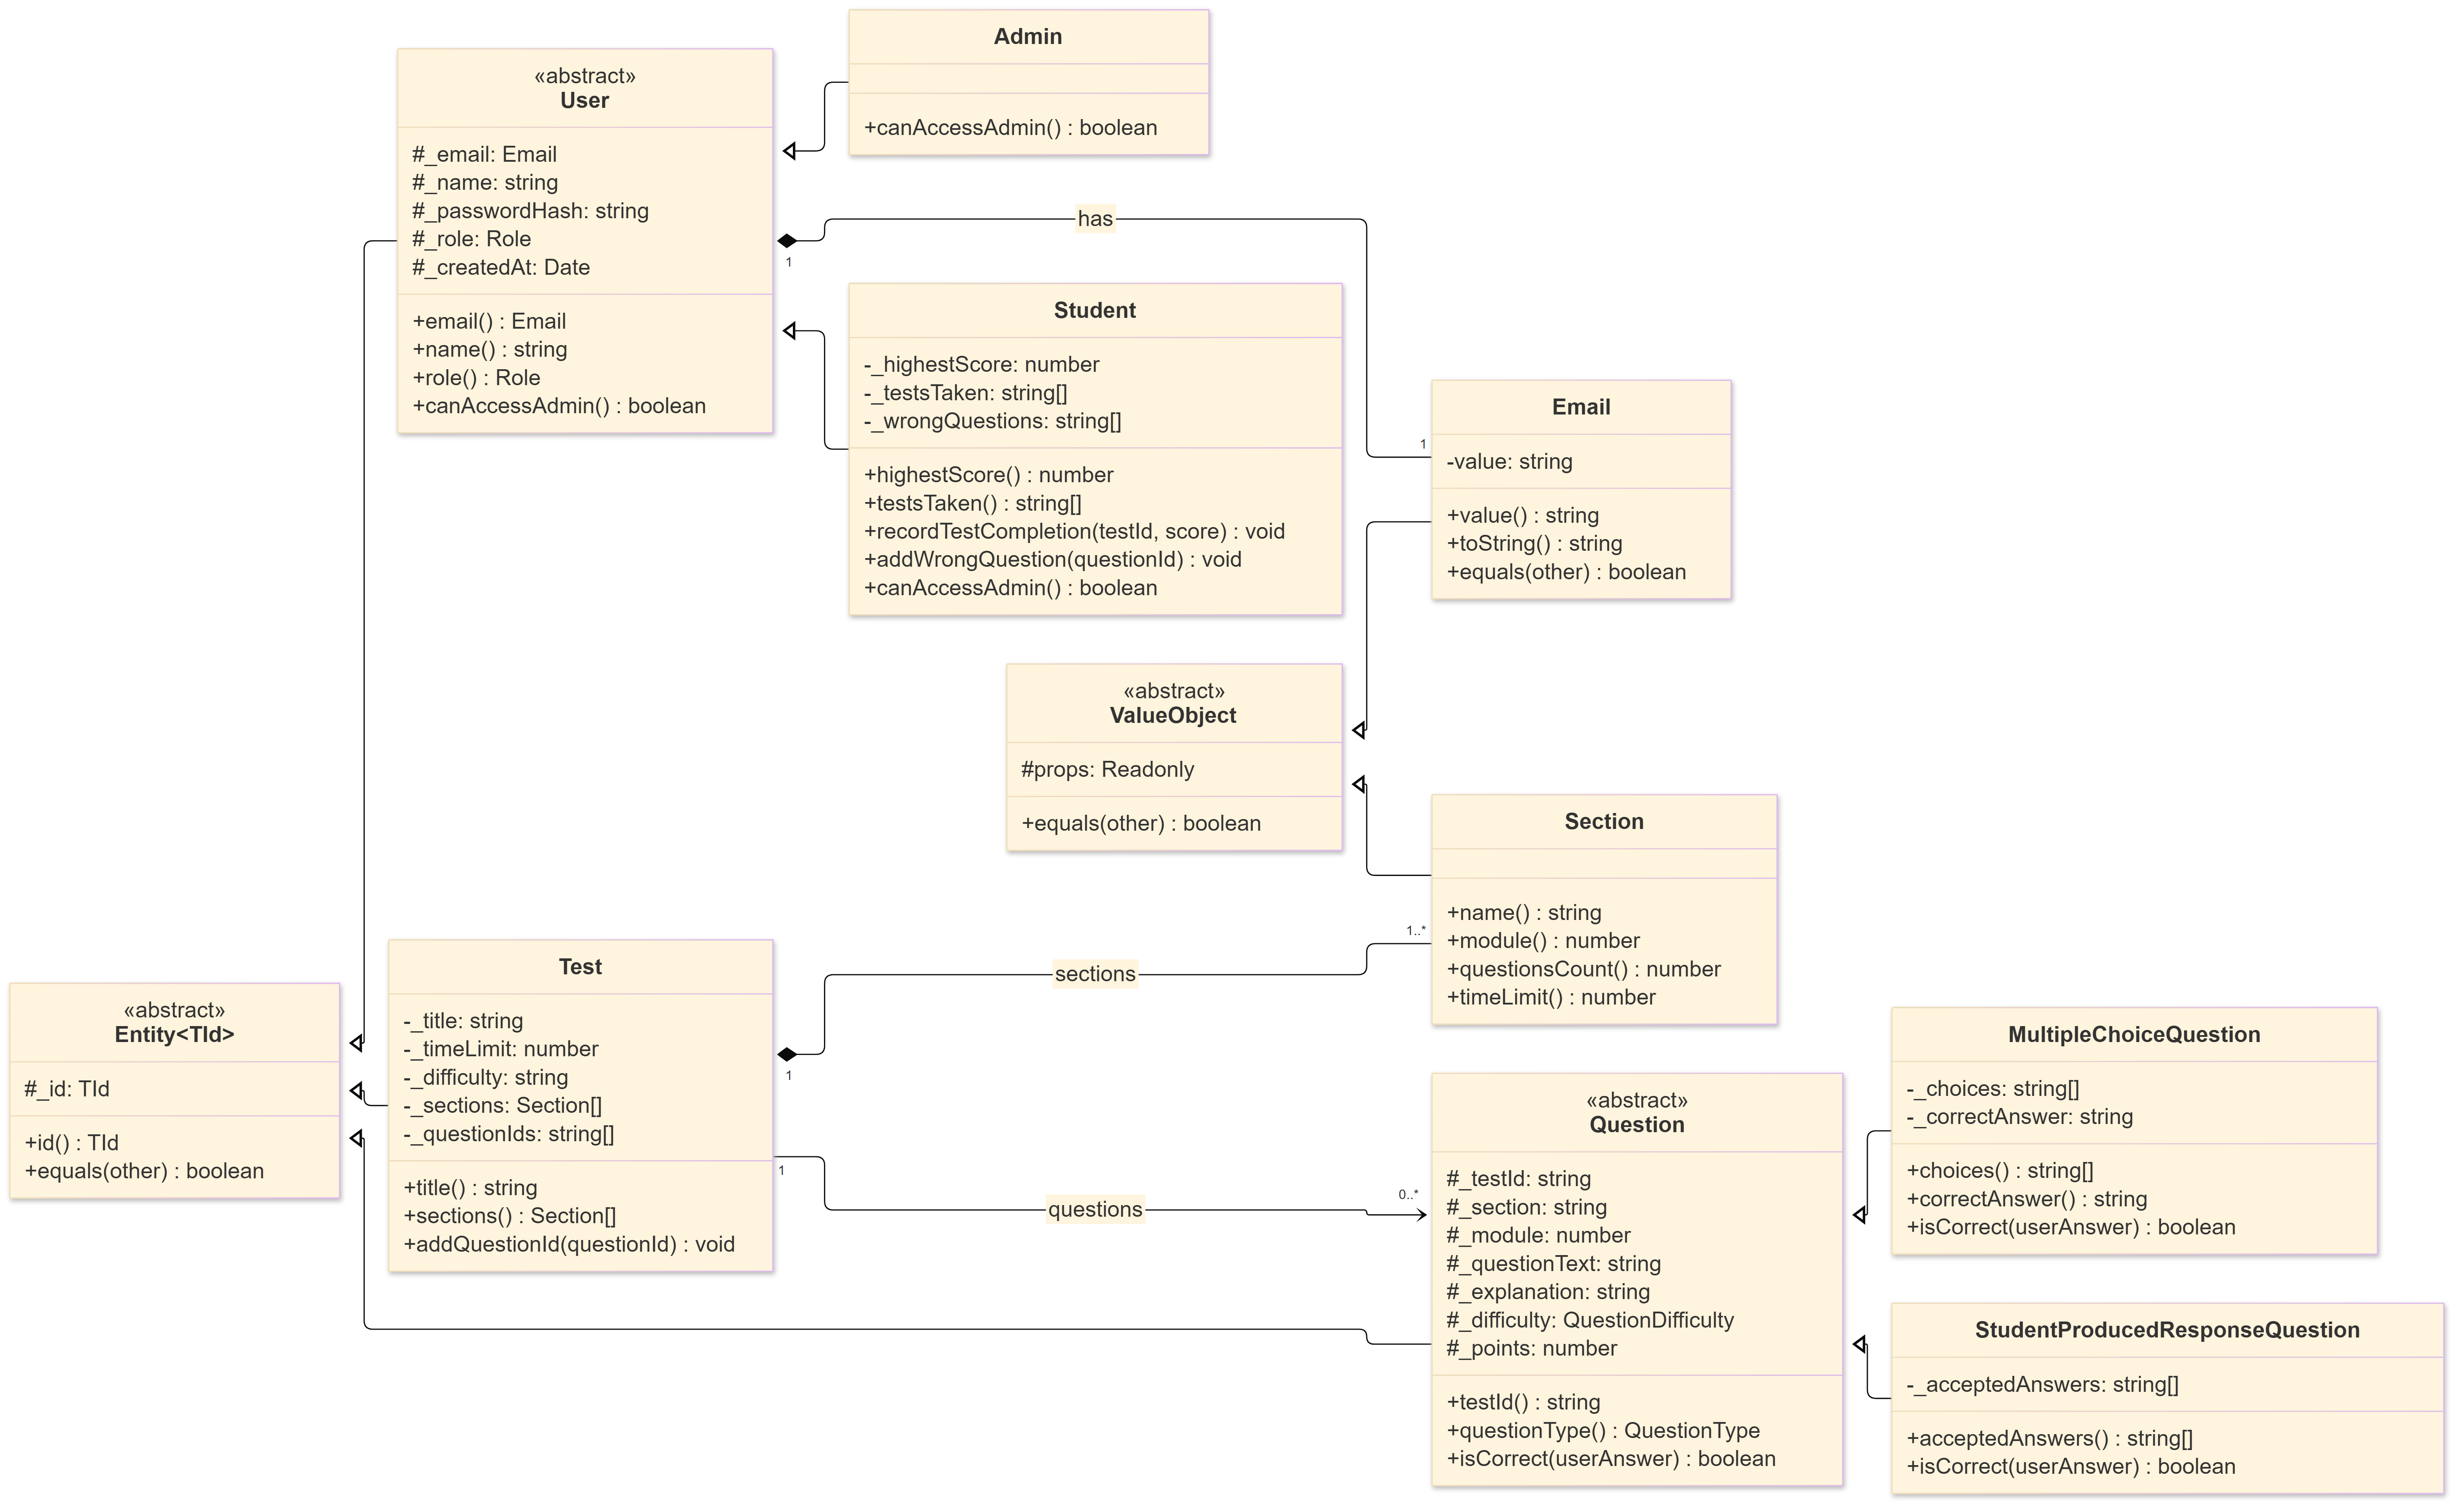 Admin
+canAccessAdmin() : boolean
«abstract»
User
#_email: Email
#_name: string
#_passwordHash: string
#_role: Role
#_createdAt: Date
+email() : Email
+name() : string
+role() : Role
+canAccessAdmin() : boolean
has
1
1
Student
-_highestScore: number
-_testsTaken: string[]
-_wrongQuestions: string[]
+highestScore() : number
+testsTaken() : string[]
+recordTestCompletion(testId, score) : void
+addWrongQuestion(questionId) : void
+canAccessAdmin() : boolean
Email
-value: string
+value() : string
+toString() : string
+equals(other) : boolean
«abstract»
ValueObject
#props: Readonly
+equals(other) : boolean
Section
+name() : string
+module() : number
+questionsCount() : number
+timeLimit() : number
1..*
sections
1
«abstract»
Entity<TId>
#_id: TId
+id() : TId
+equals(other) : boolean
Test
-_title: string
-_timeLimit: number
-_difficulty: string
-_sections: Section[]
-_questionIds: string[]
+title() : string
+sections() : Section[]
+addQuestionId(questionId) : void
1
questions
0..*
«abstract»
Question
#_testId: string
#_section: string
#_module: number
#_questionText: string
#_explanation: string
#_difficulty: QuestionDifficulty
#_points: number
+testId() : string
+questionType() : QuestionType
+isCorrect(userAnswer) : boolean
MultipleChoiceQuestion
-_choices: string[]
-_correctAnswer: string
+choices() : string[]
+correctAnswer() : string
+isCorrect(userAnswer) : boolean
StudentProducedResponseQuestion
-_acceptedAnswers: string[]
+acceptedAnswers() : string[]
+isCorrect(userAnswer) : boolean